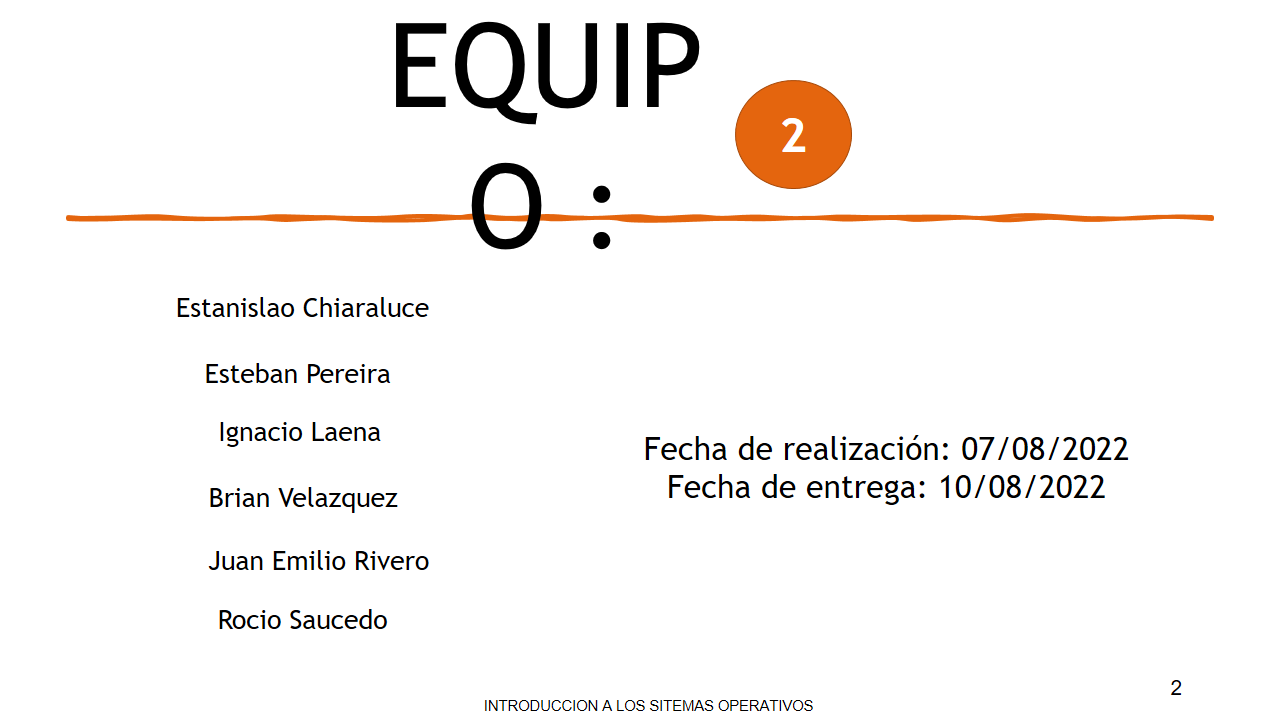 EQUIP
O :
2
Estanislao Chiaraluce
Esteban Pereira
Ignacio Laena
Brian Velazquez
Juan Emilio Rivero
Rocio Saucedo
Fecha de realización: 07/08/2022
Fecha de entrega: 10/08/2022
2
INTRODUCCION A LOS SITEMAS OPERATIVOS